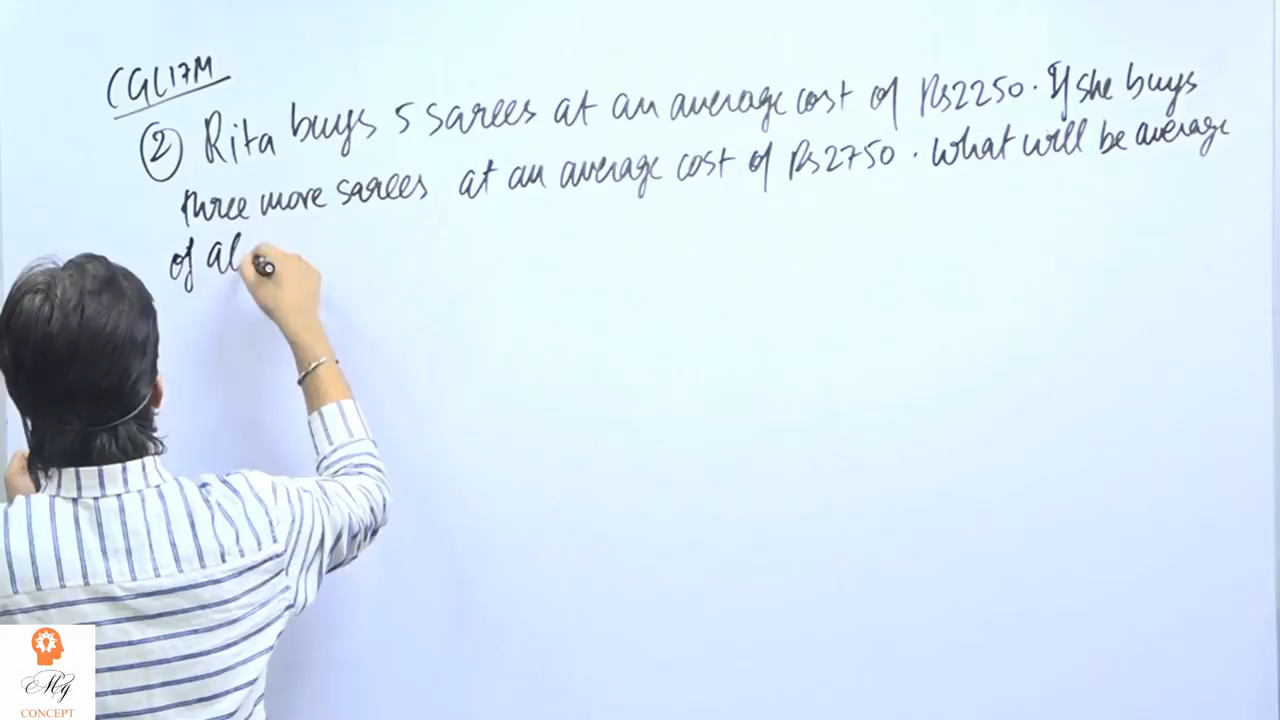 CGL17M
② Rita buys 5 sarees at an average cost of Rs2250. If she buys
three more sarees at an average cost of Rs2750. What will be average
of al
Mg
CONCEPT